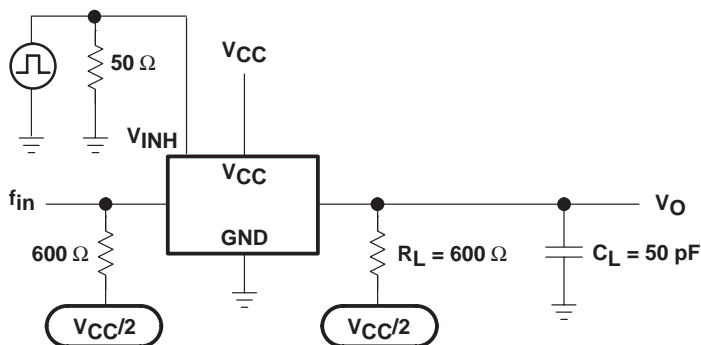 50 Ω
VCC
VINH
VCC
fin
VO
GND
600 Ω
RL = 600 Ω
CL = 50 pF
VCC/2
VCC/2